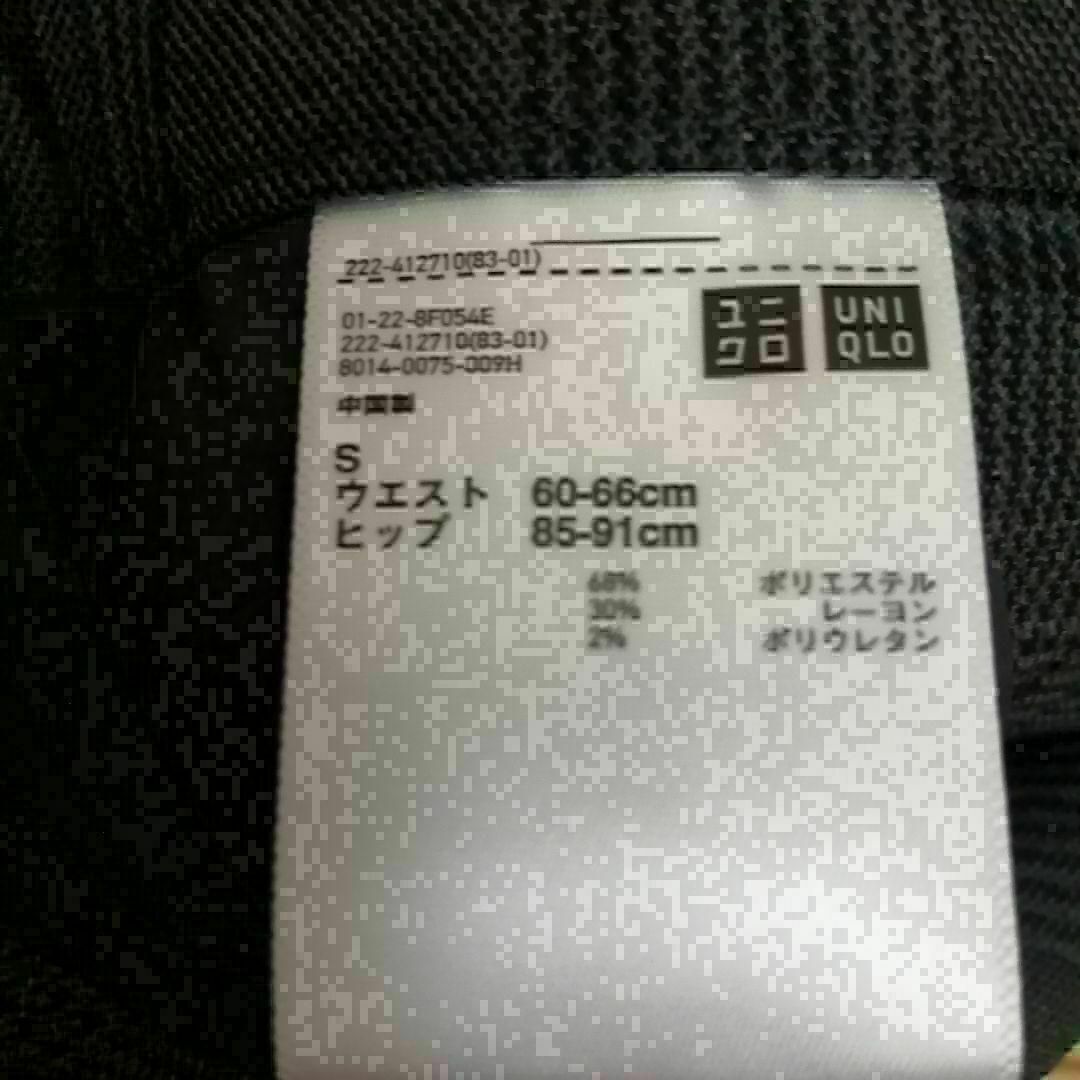 222-412710(83-01)
01-22-8F054E
222-412710(83-01)
8014-0075-009H
ユニクロ
UNIQLO
中国製
S
ウエスト 60-66cm
ヒップ 85-91cm
68% ポリエステル
30% レーヨン
2% ポリウレタン